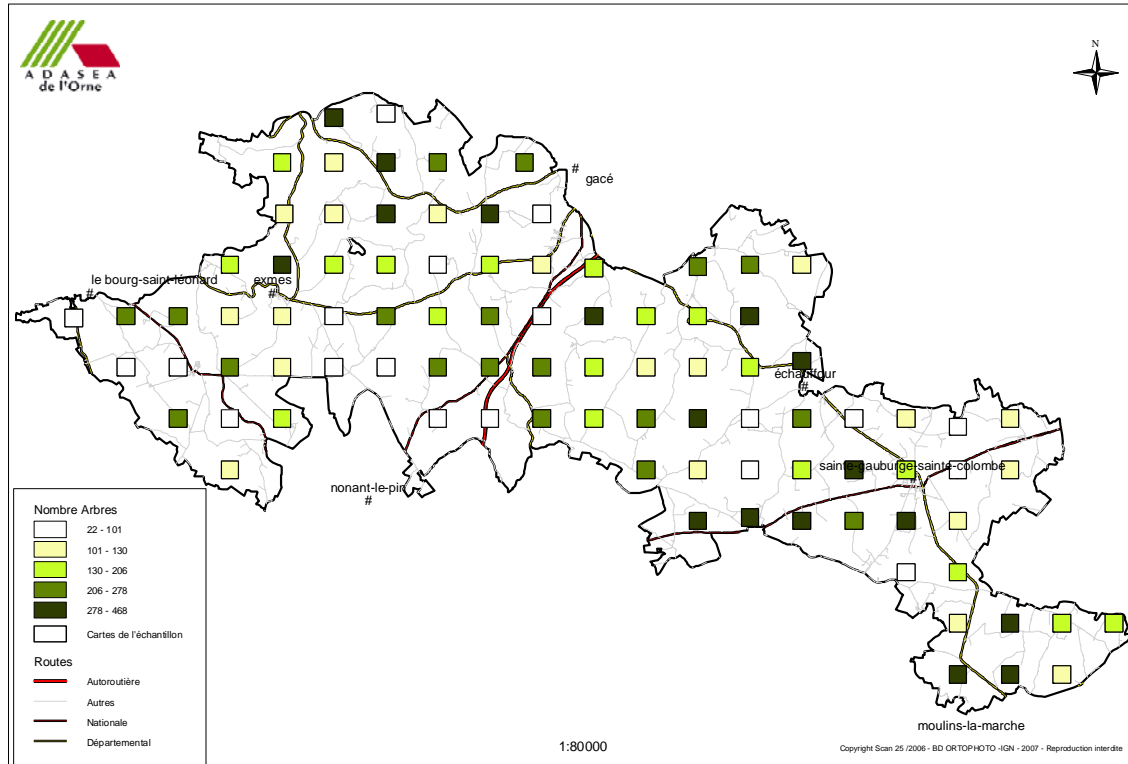 ADASEA
de l'Orne
N
#
gacé
le bourg-saint-léonard
#
exmes
#
échauffour
#
sainte-gauburge-sainte-colombe
#
nonant-le-pin
#
moulins-la-marche
Nombre Arbres
22 - 101
101 - 130
130 - 206
206 - 278
278 - 468
Cartes de l'échantillon
Routes
Autoroutière
Autres
Nationale
Départemental
1:80000
Copyright Scan 25 /2006 - BD ORTOPHOTO -IGN - 2007 - Reproduction interdite